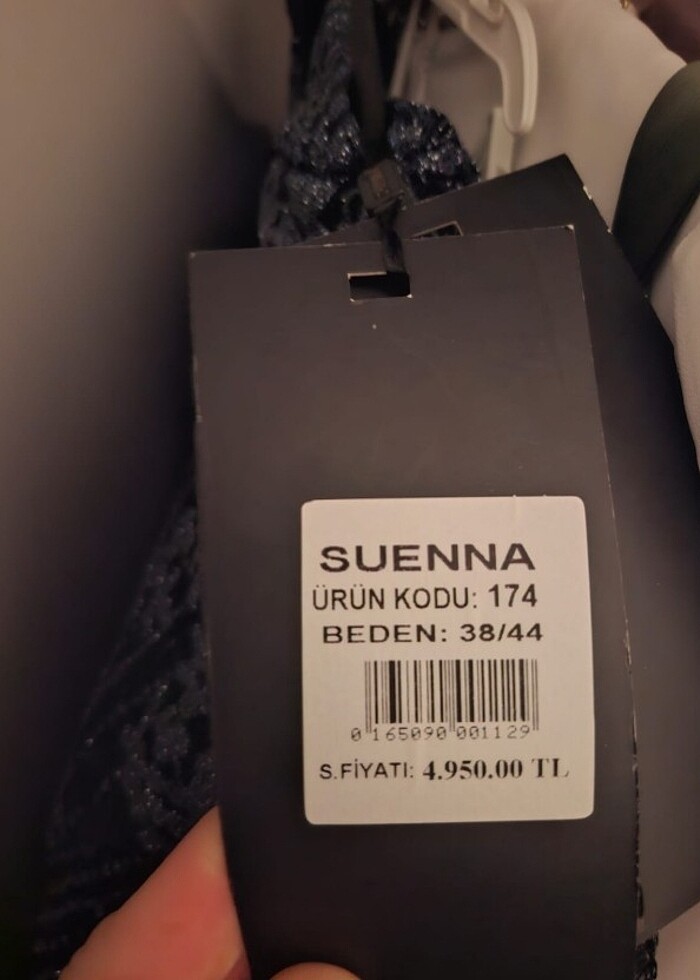 SUENNA
ÜRÜN KODU: 174
BEDEN: 38/44
0 165090 001129
S.FİYATI: 4.950.00 TL